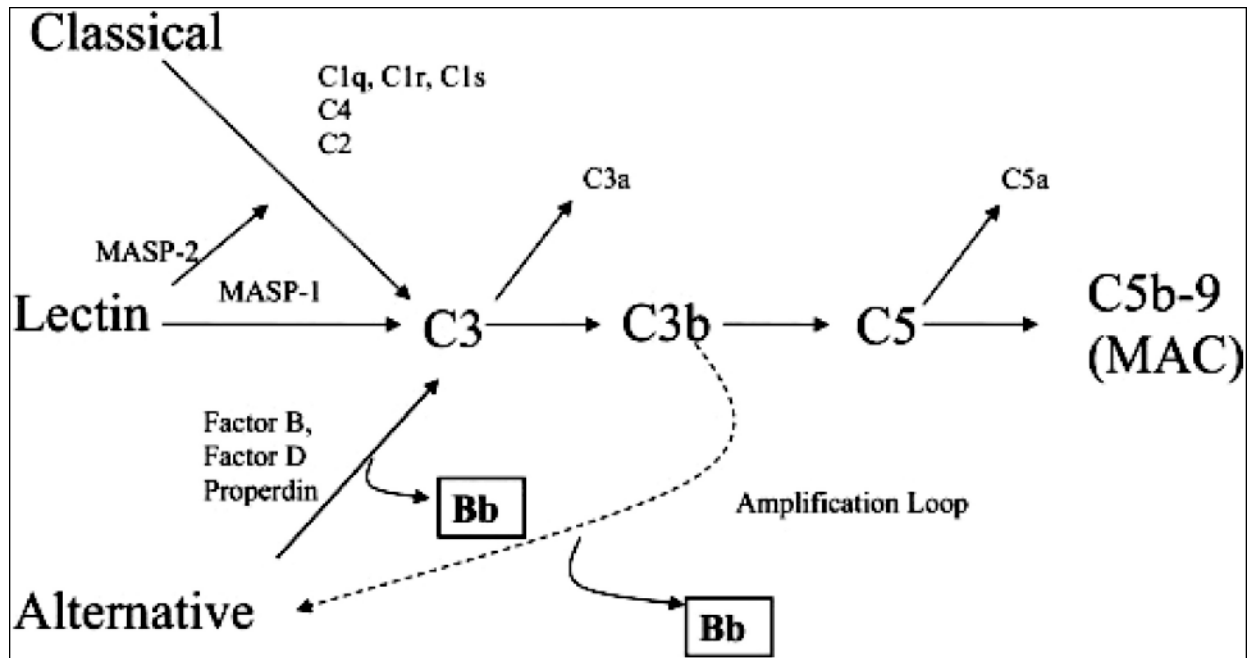 Classical
C1q, C1r, C1s
C4
C2
C3a
C5a
MASP-2
MASP-1
Lectin
C3
C3b
C5
C5b-9
(MAC)
Factor B,
Factor D
Properdin
Bb
Amplification Loop
Alternative
Bb